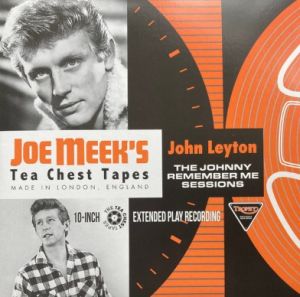 JOE MEEK'S
Tea Chest Tapes
MADE IN LONDON, ENGLAND
John Leyton
THE JOHNNY
REMEMBER ME
SESSIONS
10-INCH
EXTENDED PLAY RECORDING